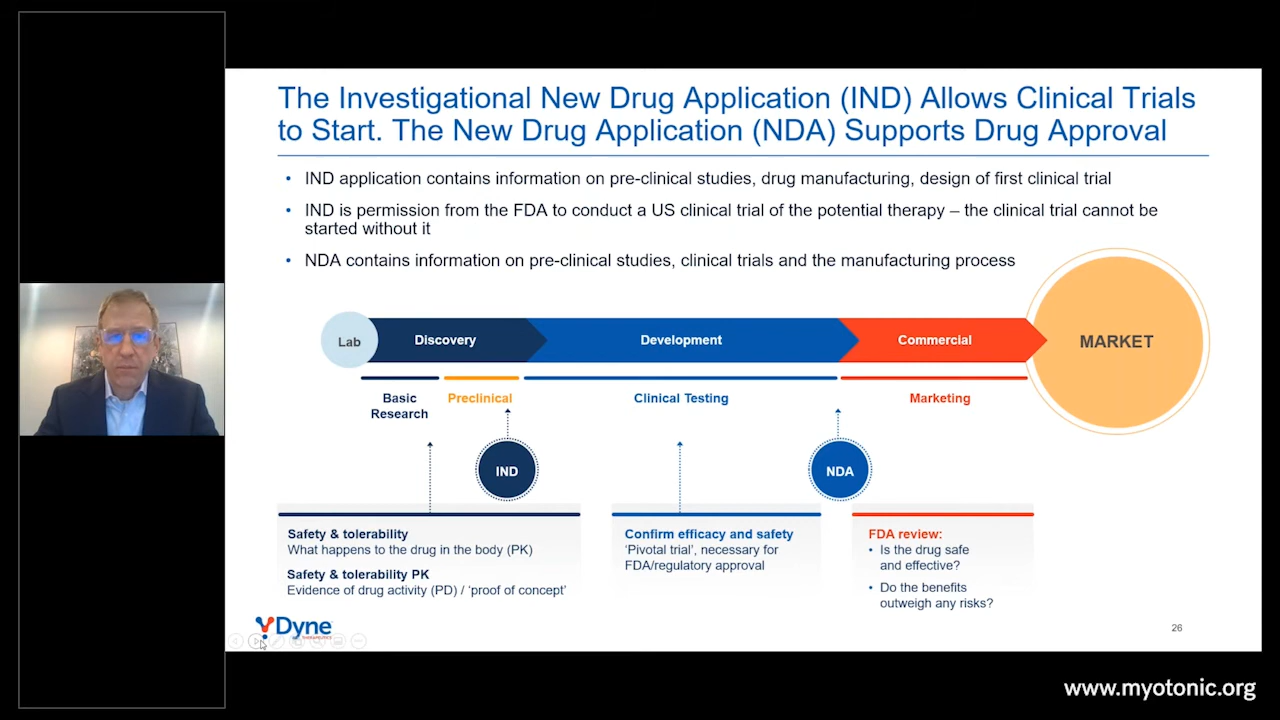 The Investigational New Drug Application (IND) Allows Clinical Trials
to Start. The New Drug Application (NDA) Supports Drug Approval
• IND application contains information on pre-clinical studies, drug manufacturing, design of first clinical trial
• IND is permission from the FDA to conduct a US clinical trial of the potential therapy – the clinical trial cannot be
started without it
• NDA contains information on pre-clinical studies, clinical trials and the manufacturing process
Lab
Discovery
Development
Commercial
MARKET
Basic
Research
Preclinical
Clinical Testing
Marketing
IND
NDA
Safety & tolerability
What happens to the drug in the body (PK)
Safety & tolerability PK
Evidence of drug activity (PD) / ‘proof of concept’
Confirm efficacy and safety
‘Pivotal trial’, necessary for
FDA/regulatory approval
FDA review:
• Is the drug safe
and effective?
• Do the benefits
outweigh any risks?
Dyne
therapeutics
26
www.myotonic.org